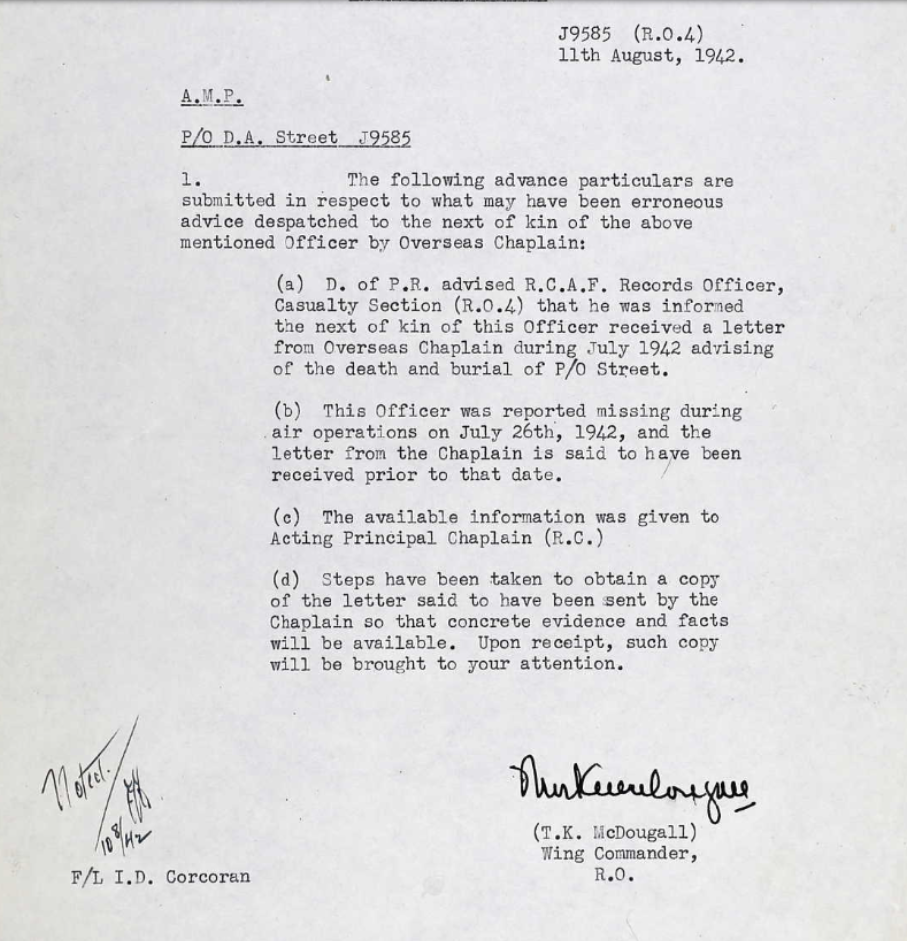 J9585 (R.O.4)
11th August, 1942.
A.M.P.
P/O D.A. Street J9585
1. The following advance particulars are
submitted in respect to what may have been erroneous
advice despatched to the next of kin of the above
mentioned Officer by Overseas Chaplain:
(a) D. of P.R. advised R.C.A.F. Records Officer,
Casualty Section (R.O.4) that he was informed
the next of kin of this Officer received a letter
from Overseas Chaplain during July 1942 advising
of the death and burial of P/O Street.
(b) This Officer was reported missing during
air operations on July 26th, 1942, and the
letter from the Chaplain is said to have been
received prior to that date.
(c) The available information was given to
Acting Principal Chaplain (R.C.)
(d) Steps have been taken to obtain a copy
of the letter said to have been sent by the
Chaplain so that concrete evidence and facts
will be available. Upon receipt, such copy
will be brought to your attention.
Noted.
10 8/42
(T.K. McDougall)
Wing Commander,
R.O.
F/L I.D. Corcoran